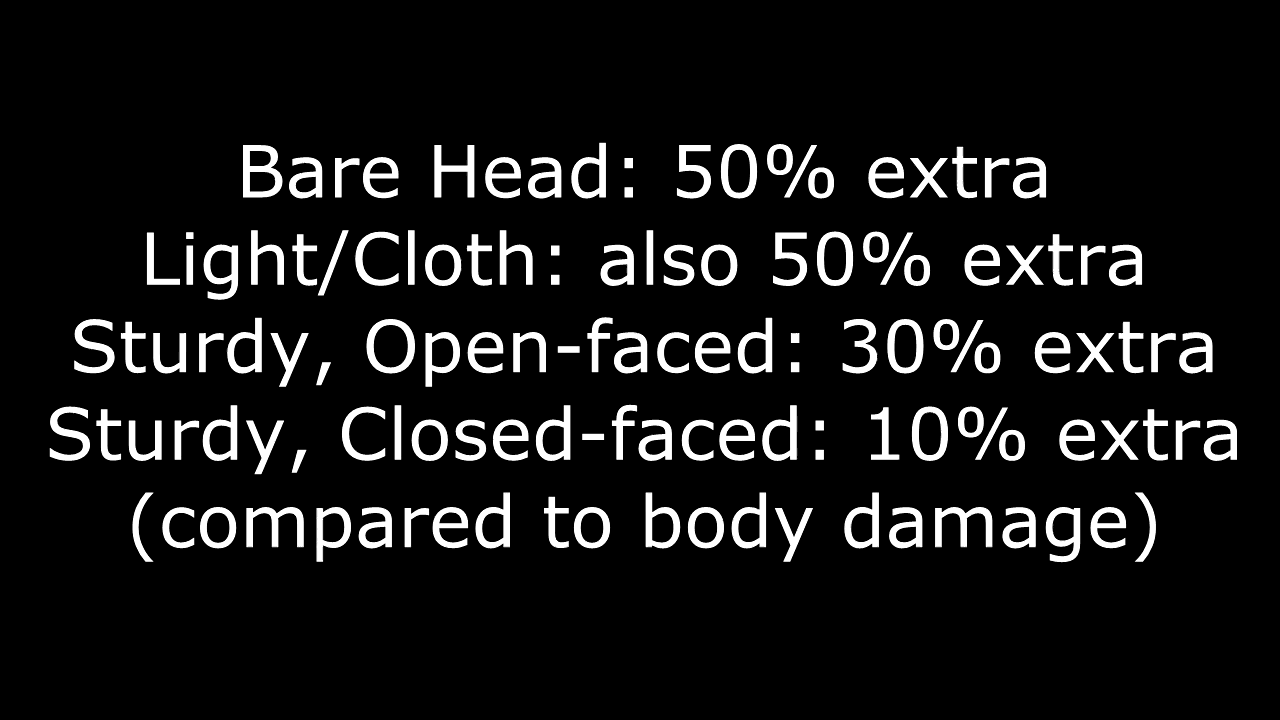 Bare Head: 50% extra
Light/Cloth: also 50% extra
Sturdy, Open-faced: 30% extra
Sturdy, Closed-faced: 10% extra
(compared to body damage)